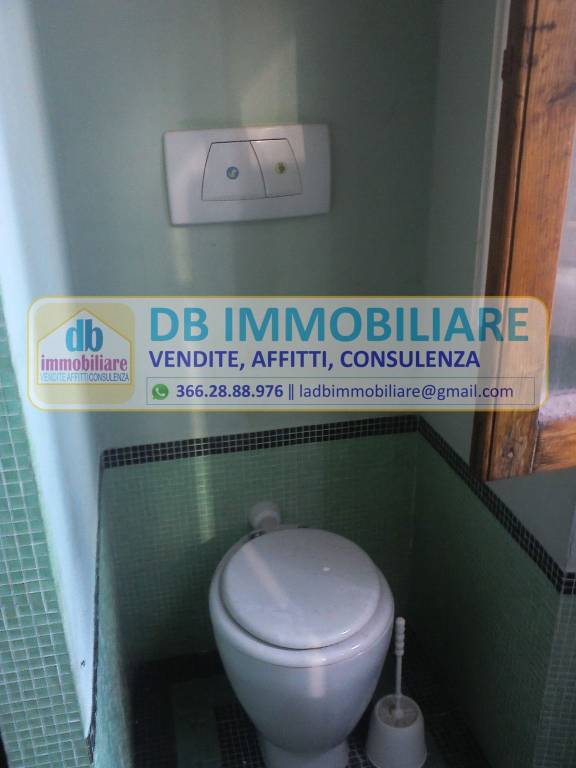 db
immobiliare
VENDITE AFFITTI CONSULENZA
DB IMMOBILIARE
VENDITE, AFFITTI, CONSULENZA
366.28.88.976 || ladbimmobiliare@gmail.com